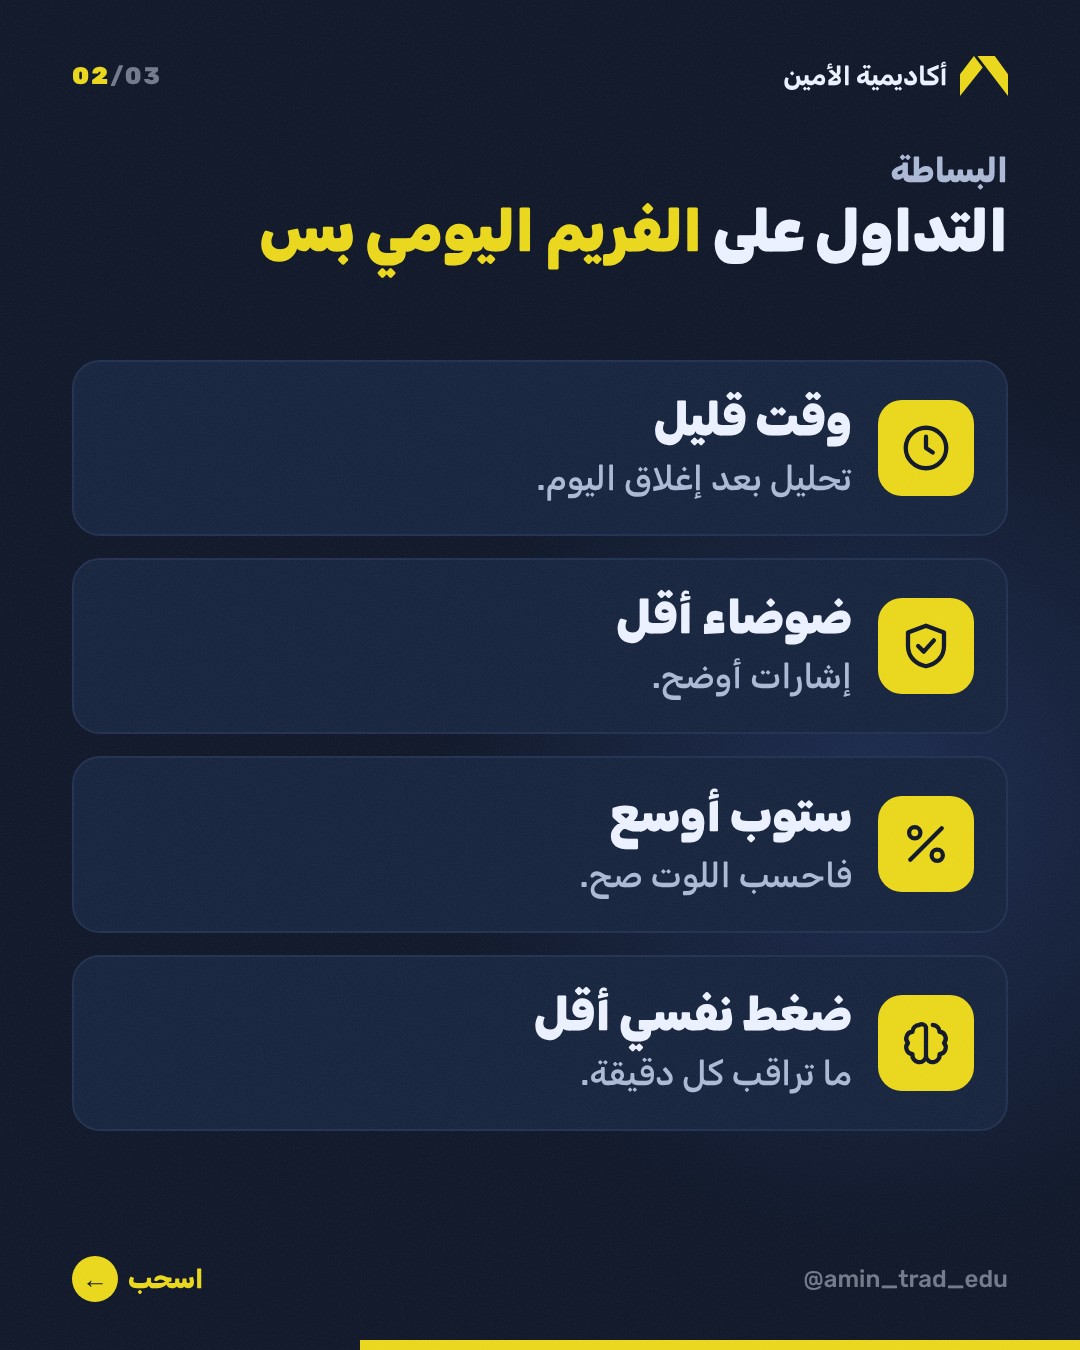 أكاديمية الأمين
02/03
البساطة
التداول على الفريم اليومي بس
وقت قليل
تحليل بعد إغلاق اليوم.
ضوضاء أقل
إشارات أوضح.
ستوب أوسع
فاحسب اللوت صح.
ضغط نفسي أقل
ما تراقب كل دقيقة.
@amin_trad_edu
اسحب ←